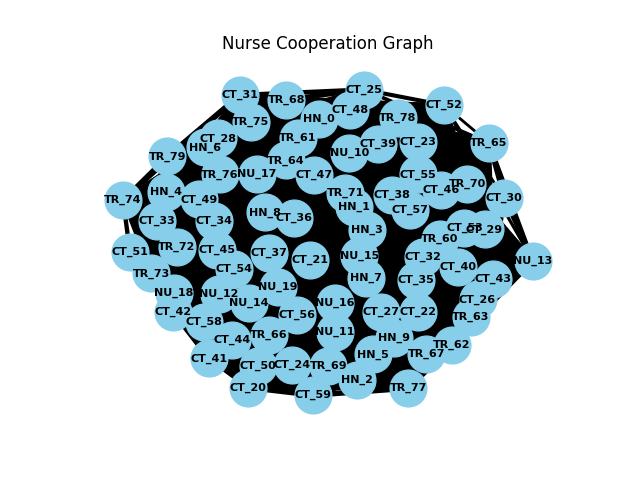 Nurse Cooperation Graph
CT_25
CT_31
TR_68
CT_52
CT_48
HN_0
TR_78
TR_75
TR_61
CT_28
CT_39
CT_23
TR_65
HN_6
NU_10
TR_79
TR_64
TR_76
NU_17
CT_47
CT_55
TR_70
CT_46
HN_4
TR_71
CT_38
CT_30
TR_74
CT_49
HN_1
CT_57
HN_8
CT_36
CT_33
CT_34
HN_3
CT_53
CT_29
TR_60
TR_72
CT_51
CT_45
CT_37
NU_15
CT_32
CT_21
NU_13
CT_54
CT_40
TR_73
HN_7
CT_35
CT_43
NU_19
NU_18
NU_12
CT_26
NU_14
NU_16
CT_42
CT_56
CT_27
CT_22
TR_63
CT_58
NU_11
TR_66
HN_9
CT_44
TR_62
HN_5
TR_67
CT_41
CT_50
CT_24
TR_69
HN_2
CT_20
TR_77
CT_59